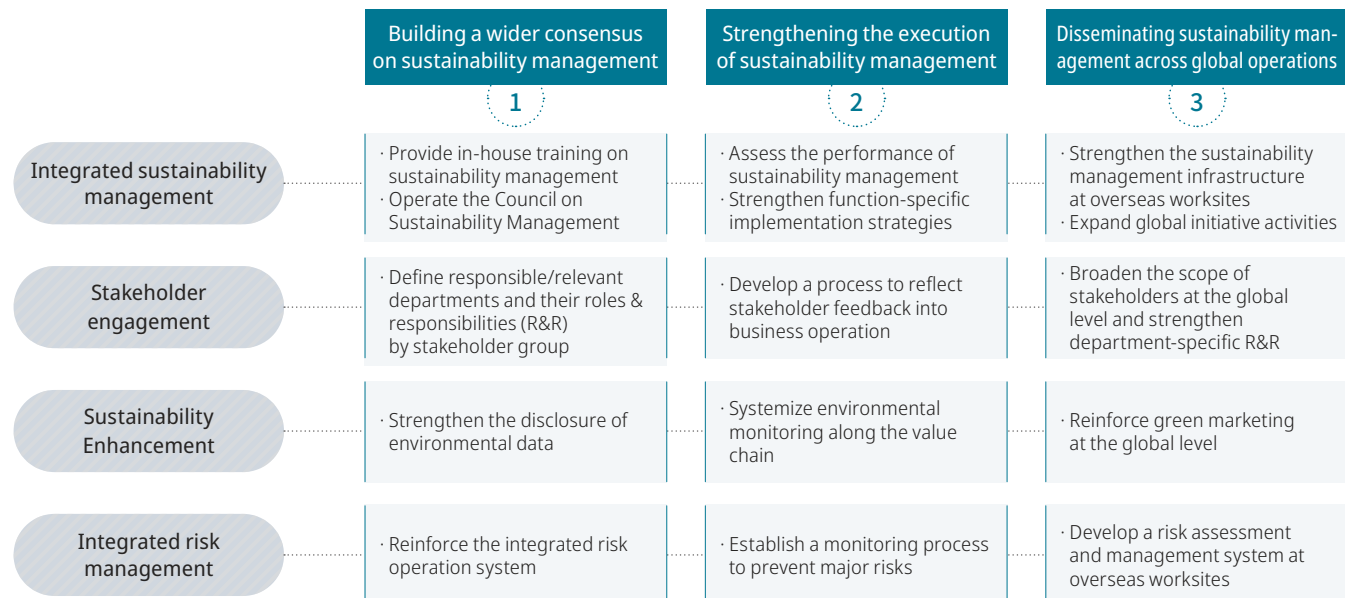 Building a wider consensus
on sustainability management
Strengthening the execution
of sustainability management
Disseminating sustainability man-
agement across global operations
1
2
3
Integrated sustainability
management
· Provide in-house training on
sustainability management
· Operate the Council on
Sustainability Management
· Assess the performance of
sustainability management
· Strengthen function-specific
implementation strategies
· Strengthen the sustainability
management infrastructure
at overseas worksites
· Expand global initiative activities
Stakeholder
engagement
· Define responsible/relevant
departments and their roles &
responsibilities (R&R)
by stakeholder group
· Develop a process to reflect
stakeholder feedback into
business operation
· Broaden the scope of
stakeholders at the global
level and strengthen
department-specific R&R
Sustainability
Enhancement
· Strengthen the disclosure of
environmental data
· Systemize environmental
monitoring along the value
chain
· Reinforce green marketing
at the global level
Integrated risk
management
· Reinforce the integrated risk
operation system
· Establish a monitoring process
to prevent major risks
· Develop a risk assessment
and management system at
overseas worksites